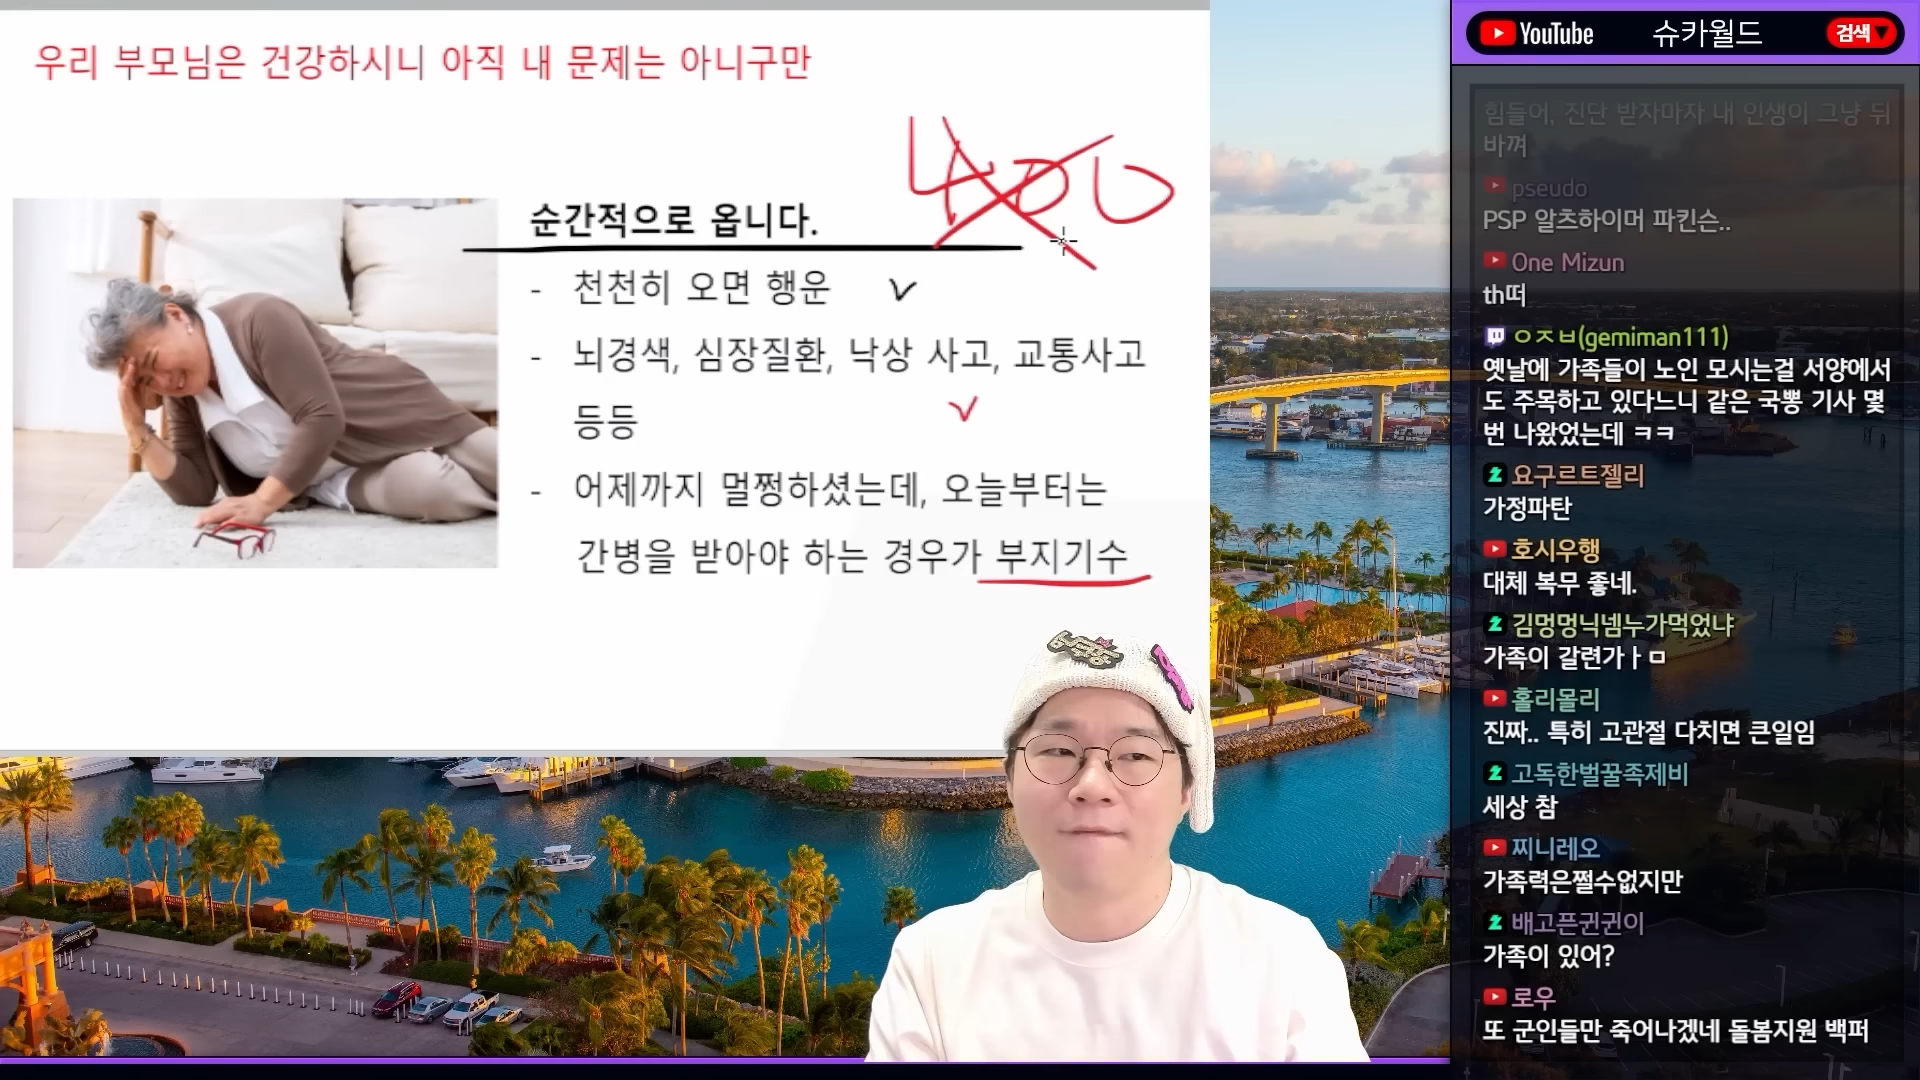 우리 부모님은 건강하시니 아직 내 문제는 아니구만
400
순간적으로 옵니다.
- 천천히 오면 행운
- 뇌경색, 심장질환, 낙상 사고, 교통사고
등등
- 어제까지 멀쩡하셨는데, 오늘부터는
간병을 받아야 하는 경우가 부지기수
YouTube 슈카월드 검색
힘들어, 진단 받자마자 내 인생이 그냥 뒤
바껴
pseudo
PSP 알츠하이머 파킨슨..
One Mizun
th떠
ㅇㅈㅂ(gemiman111)
옛날에 가족들이 노인 모시는걸 서양에서
도 주목하고 있다느니 같은 국뽕 기사 몇
번 나왔었는데 ㅋㅋ
요구르트젤리
가정파탄
호시우행
대체 복무 좋네.
김멍멍닉넴누가먹었냐
가족이 갈련가ㅏㅁ
홀리몰리
진짜.. 특히 고관절 다치면 큰일임
고독한벌꿀족제비
세상 참
찌니레오
가족력은쩔수없지만
배고픈귄귄이
가족이 있어?
로우
또 군인들만 죽어나겠네 돌봄지원 백퍼